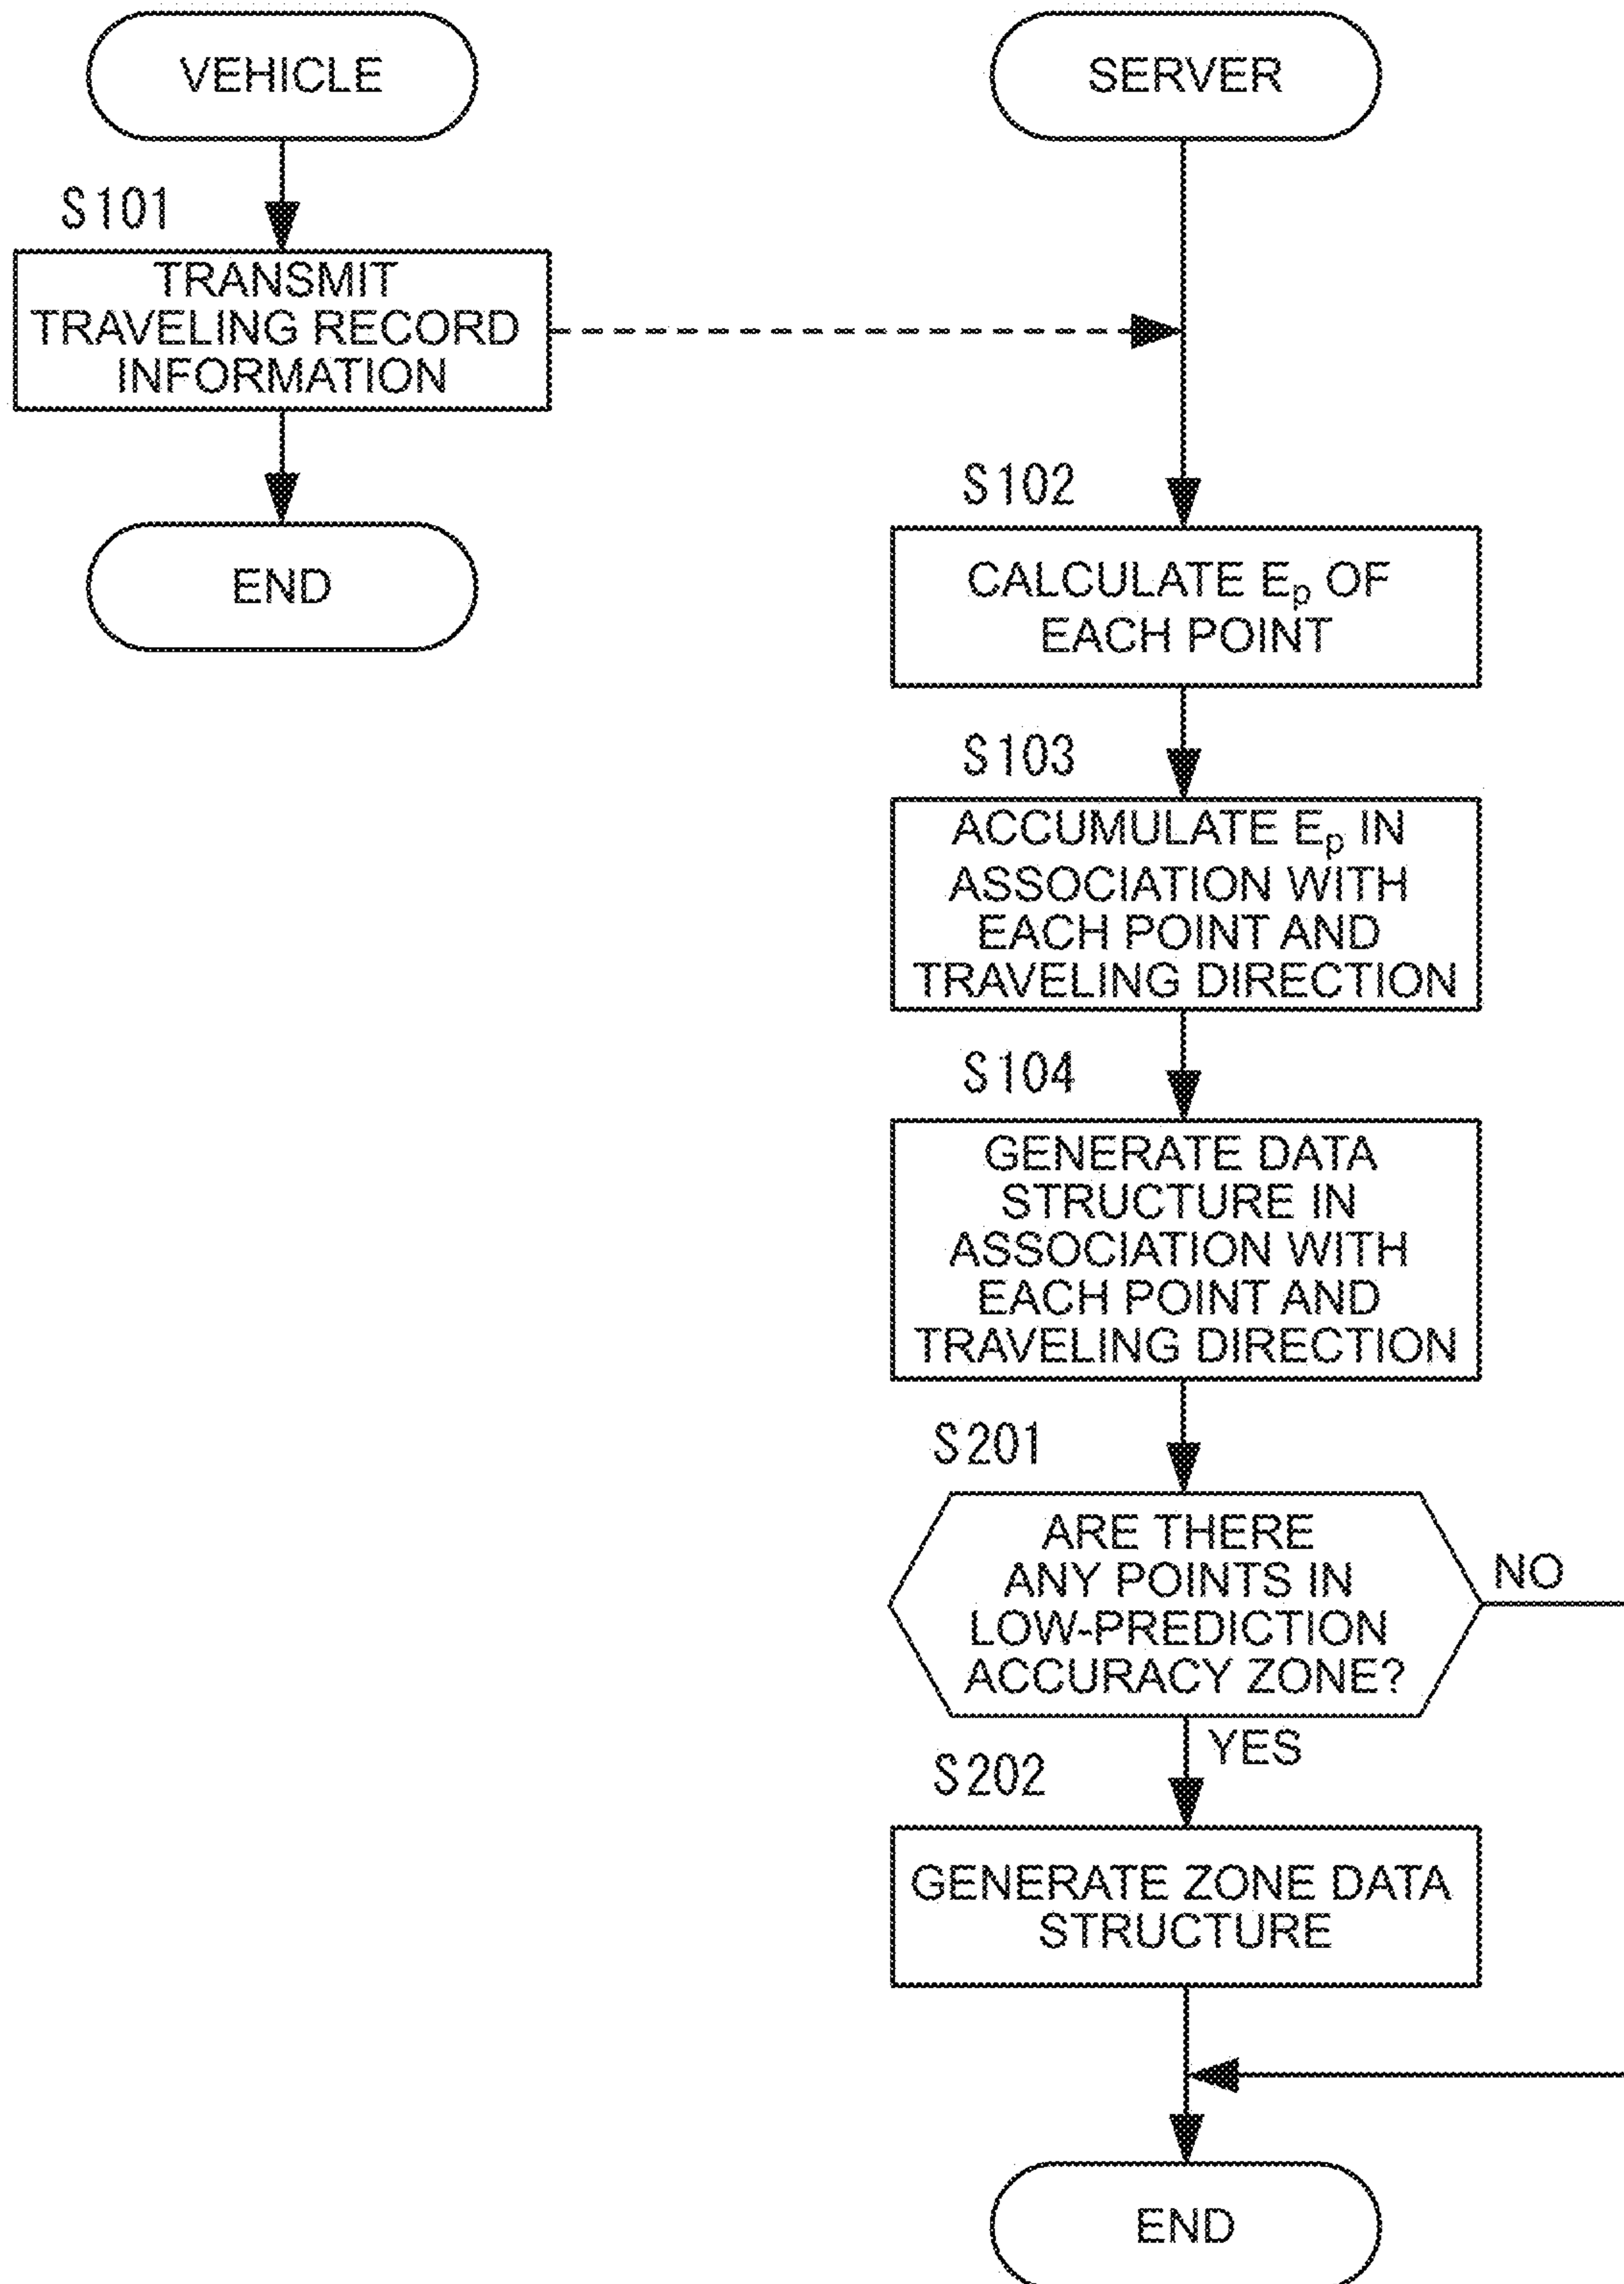 VEHICLE
S101
TRANSMIT
TRAVELING RECORD
INFORMATION
END
SERVER
S102
CALCULATE Ep OF
EACH POINT
S103
ACCUMULATE Ep IN
ASSOCIATION WITH
EACH POINT AND
TRAVELING DIRECTION
S104
GENERATE DATA
STRUCTURE IN
ASSOCIATION WITH
EACH POINT AND
TRAVELING DIRECTION
S201
ARE THERE
ANY POINTS IN
LOW-PREDICTION
ACCURACY ZONE?
NO
YES
S202
GENERATE ZONE DATA
STRUCTURE
END